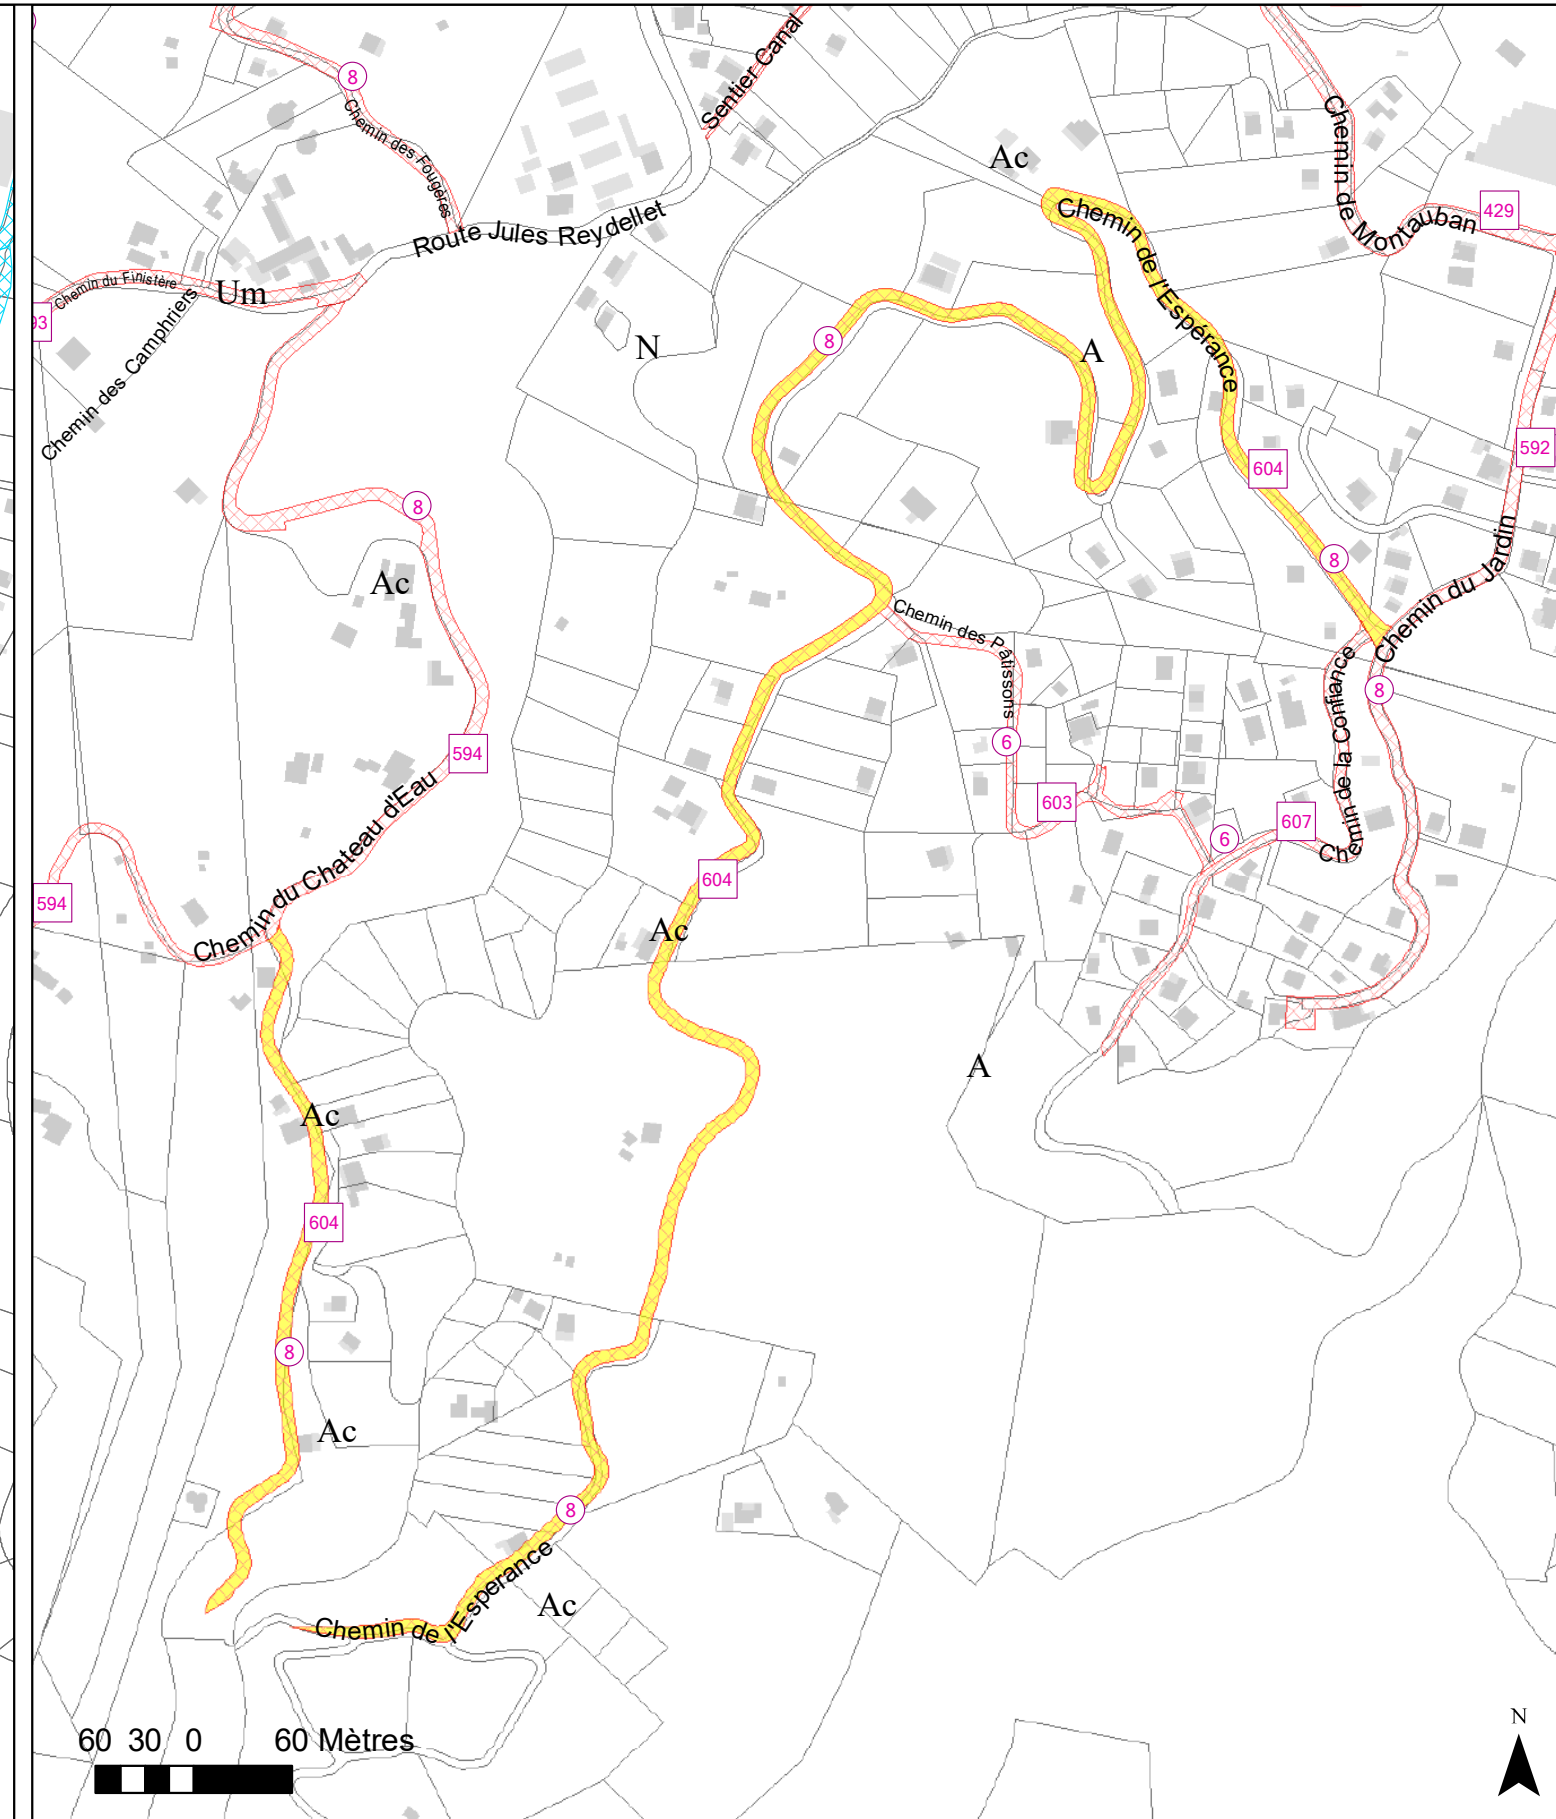 8
Sentier Canal
Chemin des Fougères
Ac
Chemin de Montauban
429
Chemin de l'Espérance
Route Jules Reydellet
Chemin du Finistère
Um
93
Chemin des Camphriers
N
8
A
592
604
8
8
Ac
Chemin du Jardin
Chemin des Pâtissons
8
Chemin de la Confiance
6
594
603
607
6
Chemin du Chateau d'Eau
604
594
Ac
A
Ac
604
8
Ac
8
Chemin de l'Esperance
Ac
N
60 30 0 60 Mètres